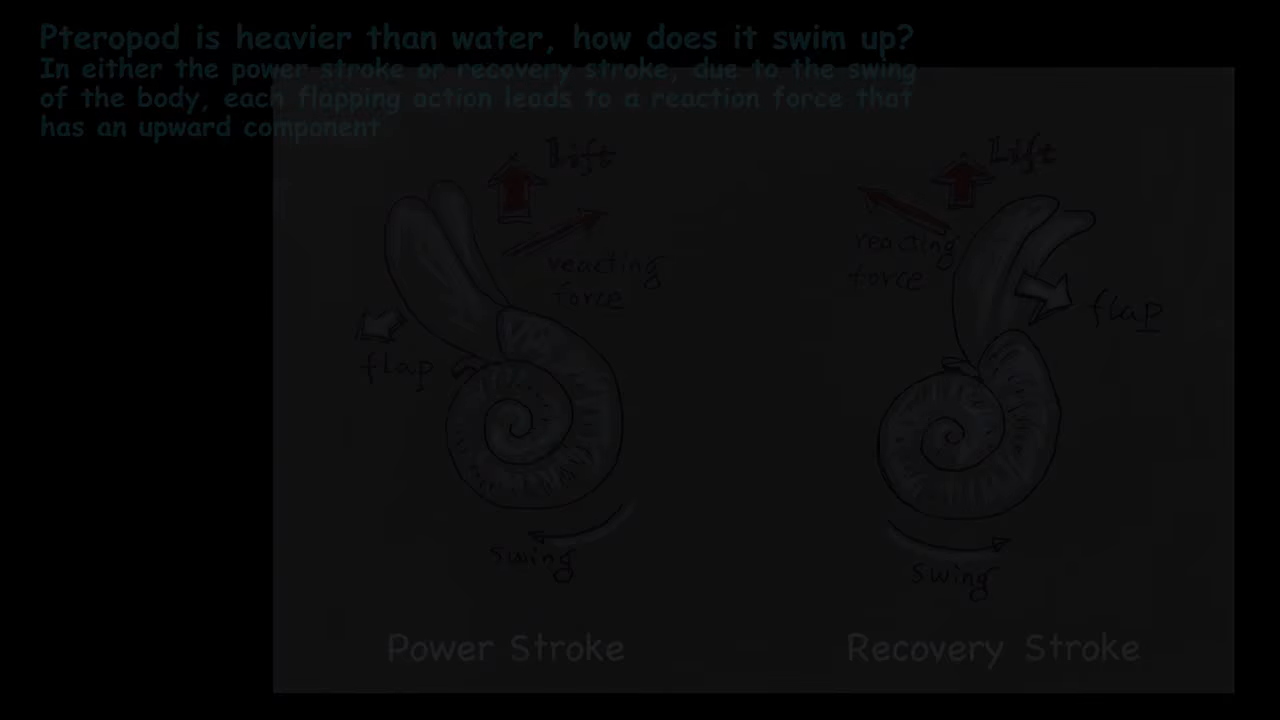 Pteropod is heavier than water, how does it swim up?
In either the power stroke or recovery stroke, due to the swing
of the body, each flapping action leads to a reaction force that
has an upward component
Lift
reacting
force
flap
swing
Power Stroke
Lift
reacting
force
flap
swing
Recovery Stroke